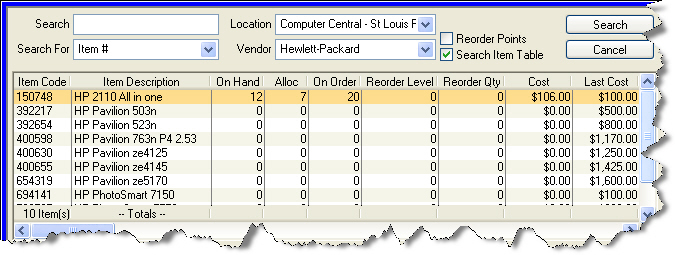 Search Location Computer Central - St Louis F Search
Reorder Points
Search For Item # Vendor Hewlett-Packard Search Item Table Cancel
Item Code Item Description On Hand Alloc On Order Reorder Level Reorder Qty Cost Last Cost
150748 HP 2110 All in one 12 7 20 0 0 $106.00 $100.00
392217 HP Pavilion 503n 0 0 0 0 0 $0.00 $500.00
392654 HP Pavilion 523n 0 0 0 0 0 $0.00 $800.00
400598 HP Pavilion 763n P4 2.53 0 0 0 0 0 $0.00 $1,170.00
400630 HP Pavilion ze4125 0 0 0 0 0 $0.00 $1,250.00
400655 HP Pavilion ze4145 0 0 0 0 0 $0.00 $1,425.00
654319 HP Pavilion ze5170 0 0 0 0 0 $0.00 $1,600.00
694141 HP PhotoSmart 7150 0 0 0 0 0 $0.00 $100.00
10 Item(s) -- Totals --